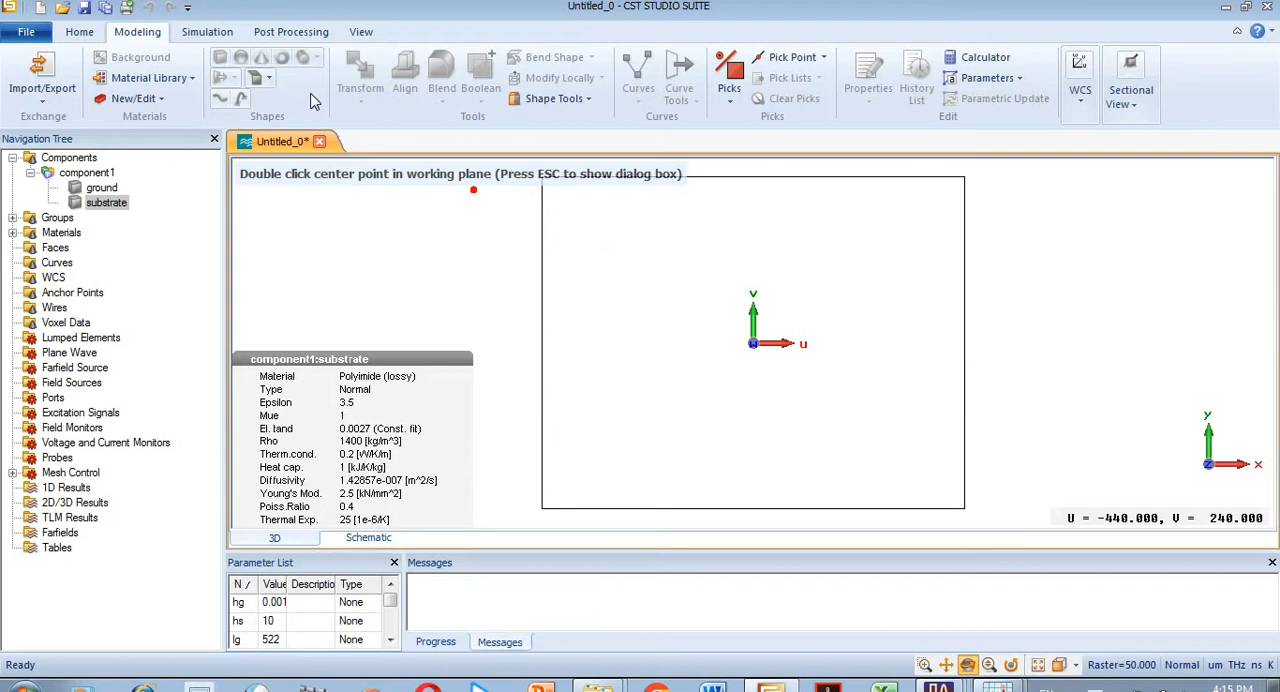 Untitled_0 - CST STUDIO SUITE
File Home Modeling Simulation Post Processing View
Import/Export
Exchange
Background
Material Library
New/Edit
Materials
Shapes
Transform Align Blend Boolean
Bend Shape
Modify Locally
Shape Tools
Tools
Curves Curve Tools
Curves
Picks
Pick Point
Pick Lists
Clear Picks
Picks
Properties History List
Calculator
Parameters
Parametric Update
Edit
WCS
Sectional View
Navigation Tree
Components
component1
ground
substrate
Groups
Materials
Faces
Curves
WCS
Anchor Points
Wires
Voxel Data
Lumped Elements
Plane Wave
Farfield Source
Field Sources
Ports
Excitation Signals
Field Monitors
Voltage and Current Monitors
Probes
Mesh Control
1D Results
2D/3D Results
TLM Results
Farfields
Tables
Untitled_0*
Double click center point in working plane (Press ESC to show dialog box)
v
w u
y
z x
component1:substrate
Material Polyimide (lossy)
Type Normal
Epsilon 3.5
Mue 1
El. tand 0.0027 (Const. fit)
Rho 1400 [kg/m^3]
Therm.cond. 0.2 [W/K/m]
Heat cap. 1 [kJ/K/kg]
Diffusivity 1.42857e-007 [m^2/s]
Young's Mod. 2.5 [kN/mm^2]
Poiss.Ratio 0.4
Thermal Exp. 25 [1e-6/K]
U = -440.000, V = 240.000
3D Schematic
Parameter List
N / Value Descriptio Type
hg 0.001 None
hs 10 None
lg 522 None
Messages
Progress Messages
Ready
Raster=50.000 Normal um THz ns K
4:15 PM